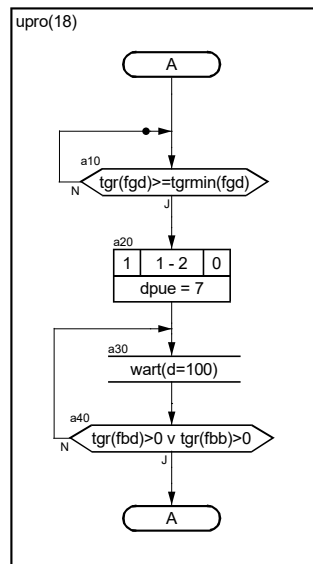 upro(18)
A
a10
tgr(fgd)>=tgrmin(fgd)
N
J
a20
1 1 - 2 0
dpue = 7
a30
wart(d=100)
a40
tgr(fbd)>0 v tgr(fbb)>0
N
J
A